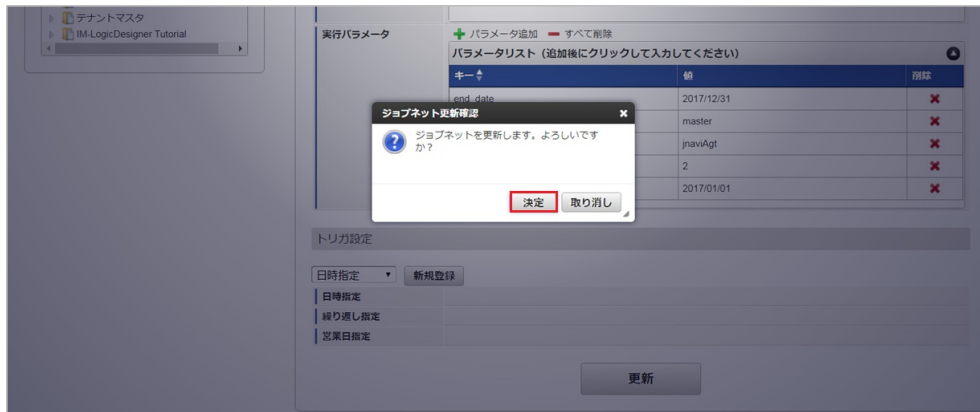 テナントマスタ
IM-LogicDesigner Tutorial
実行パラメータ
パラメータ追加 すべて削除
パラメータリスト（追加後にクリックして入力してください）
キー 値 削除
end_date 2017/12/31
master
jnaviAgt
2
2017/01/01
ジョブネット更新確認
ジョブネットを更新します。よろしいです
か？
決定 取り消し
トリガ設定
日時指定 新規登録
日時指定
繰り返し指定
営業日指定
更新